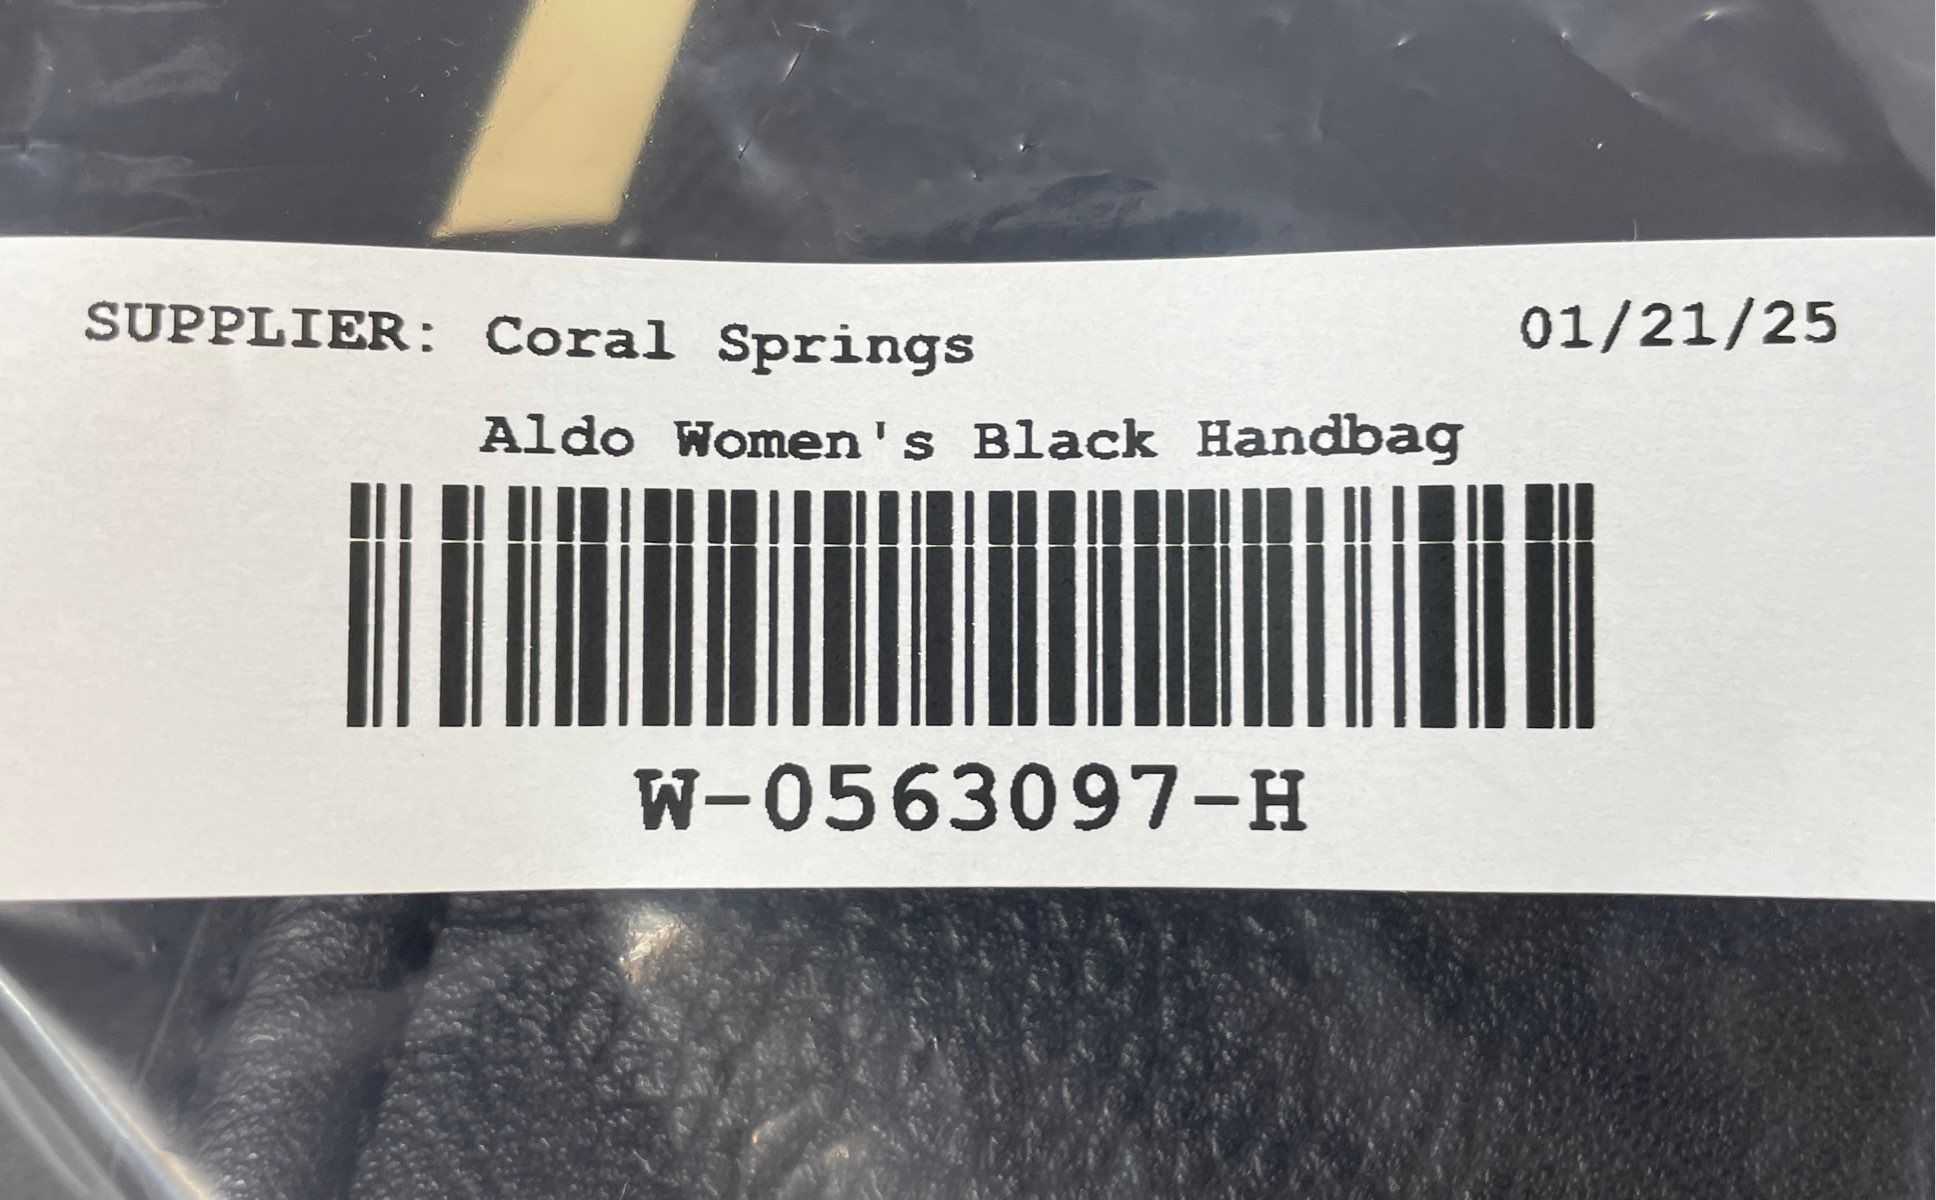 SUPPLIER: Coral Springs 01/21/25
Aldo Women's Black Handbag
W-0563097-H